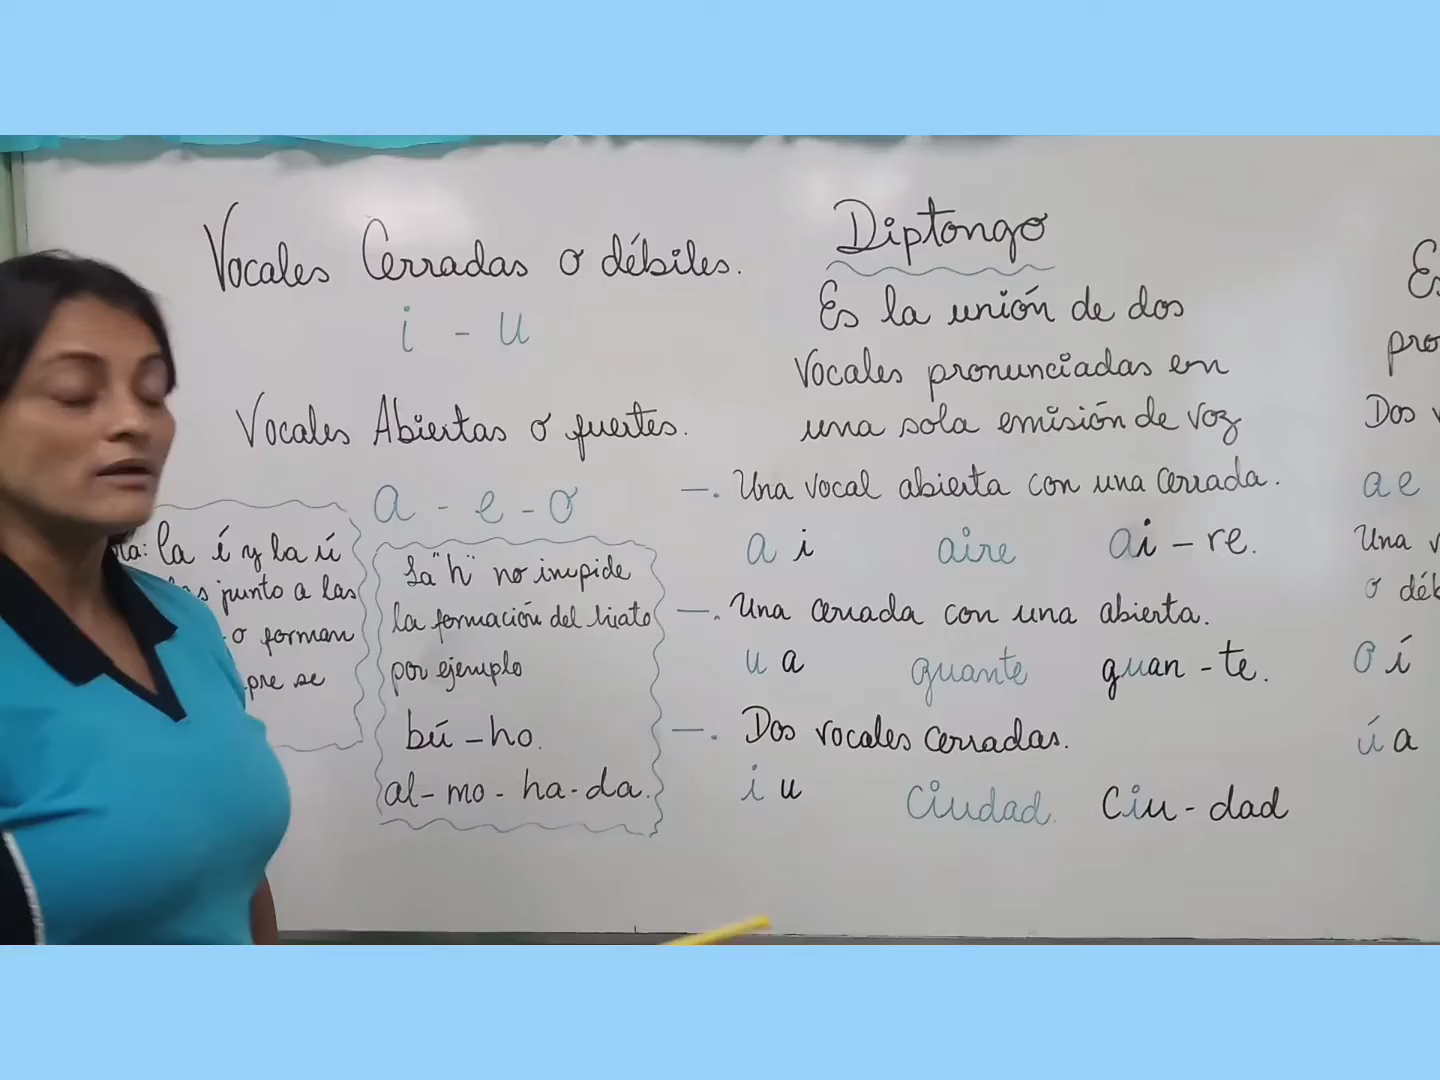 Vocales Cerradas o débiles.
i - u
Vocales Abiertas o fuertes.
a - e - o
la í y la ú
junto a las
o forman
se
La "h" no impide
la formación del hiato
por ejemplo
bú - ho.
al - mo - ha - da.
Diptongo
Es la unión de dos
vocales pronunciadas en
una sola emisión de voz
-. Una vocal abierta con una cerrada.
a i aire ai - re.
-. Una cerrada con una abierta.
u a guante guan - te.
-. Dos vocales cerradas.
i u ciudad. ciu - dad
Es
Dos
a e
Una
o
o í
ú a